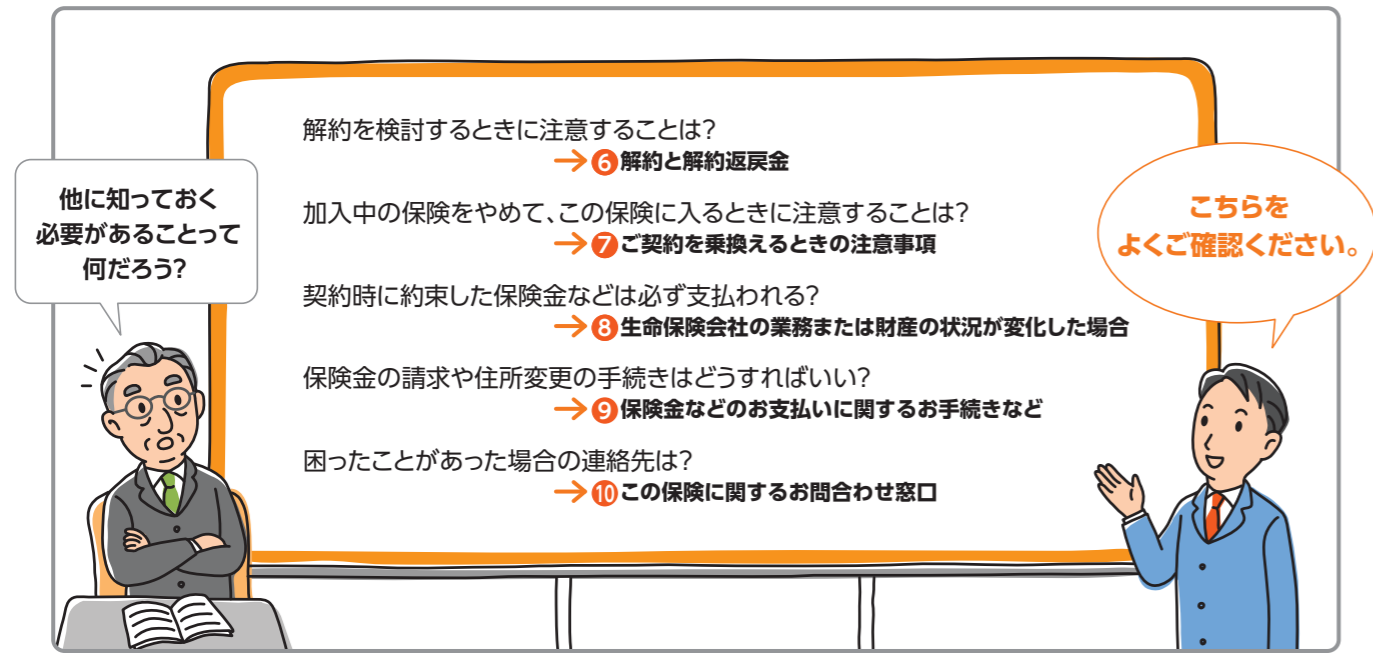 他に知っておく
必要があることって
何だろう?
解約を検討するときに注意することは?
→❻解約と解約返戻金
加入中の保険をやめて、この保険に入るときに注意することは?
→❼ご契約を乗換えるときの注意事項
契約時に約束した保険金などは必ず支払われる?
→❽生命保険会社の業務または財産の状況が変化した場合
保険金の請求や住所変更の手続きはどうすればいい?
→❾保険金などのお支払いに関するお手続きなど
困ったことがあった場合の連絡先は?
→❿この保険に関するお問合わせ窓口
こちらを
よくご確認ください。